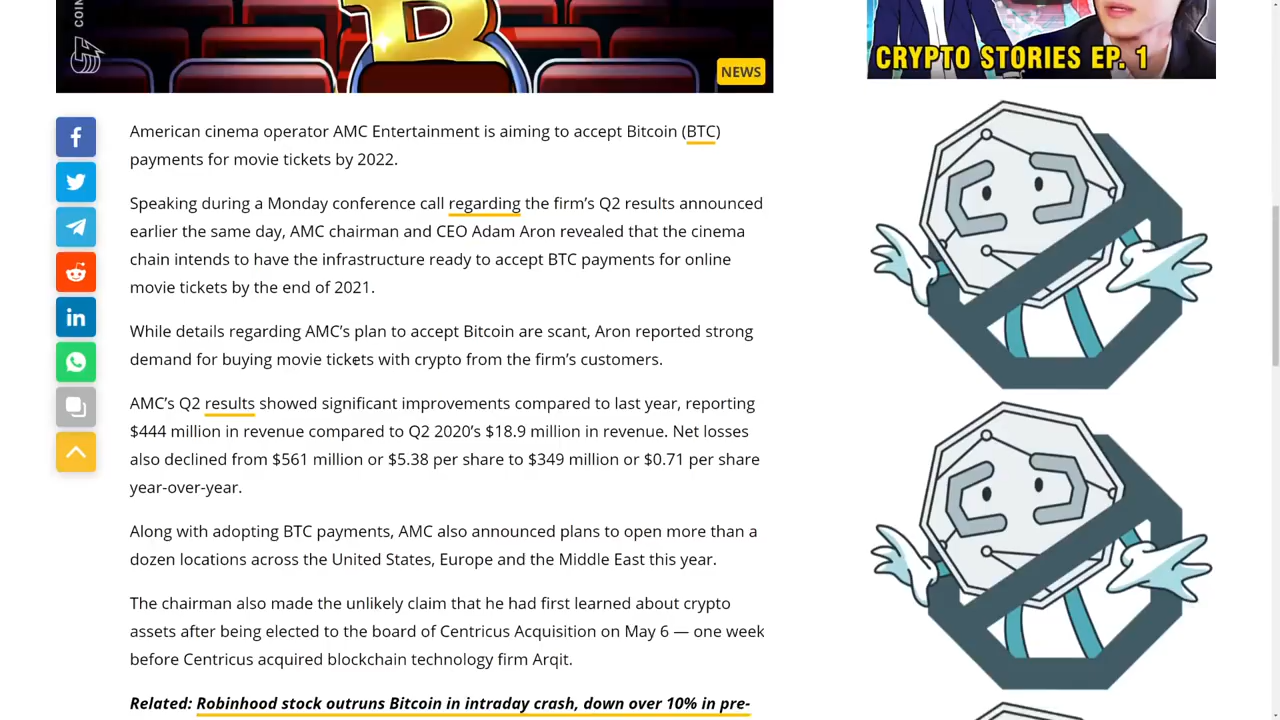 COIN
NEWS
CRYPTO STORIES EP. 1
American cinema operator AMC Entertainment is aiming to accept Bitcoin (BTC)
payments for movie tickets by 2022.
Speaking during a Monday conference call regarding the firm's Q2 results announced
earlier the same day, AMC chairman and CEO Adam Aron revealed that the cinema
chain intends to have the infrastructure ready to accept BTC payments for online
movie tickets by the end of 2021.
While details regarding AMC's plan to accept Bitcoin are scant, Aron reported strong
demand for buying movie tickets with crypto from the firm's customers.
AMC's Q2 results showed significant improvements compared to last year, reporting
$444 million in revenue compared to Q2 2020's $18.9 million in revenue. Net losses
also declined from $561 million or $5.38 per share to $349 million or $0.71 per share
year-over-year.
Along with adopting BTC payments, AMC also announced plans to open more than a
dozen locations across the United States, Europe and the Middle East this year.
The chairman also made the unlikely claim that he had first learned about crypto
assets after being elected to the board of Centricus Acquisition on May 6 — one week
before Centricus acquired blockchain technology firm Arqit.
Related: Robinhood stock outruns Bitcoin in intraday crash, down over 10% in pre-